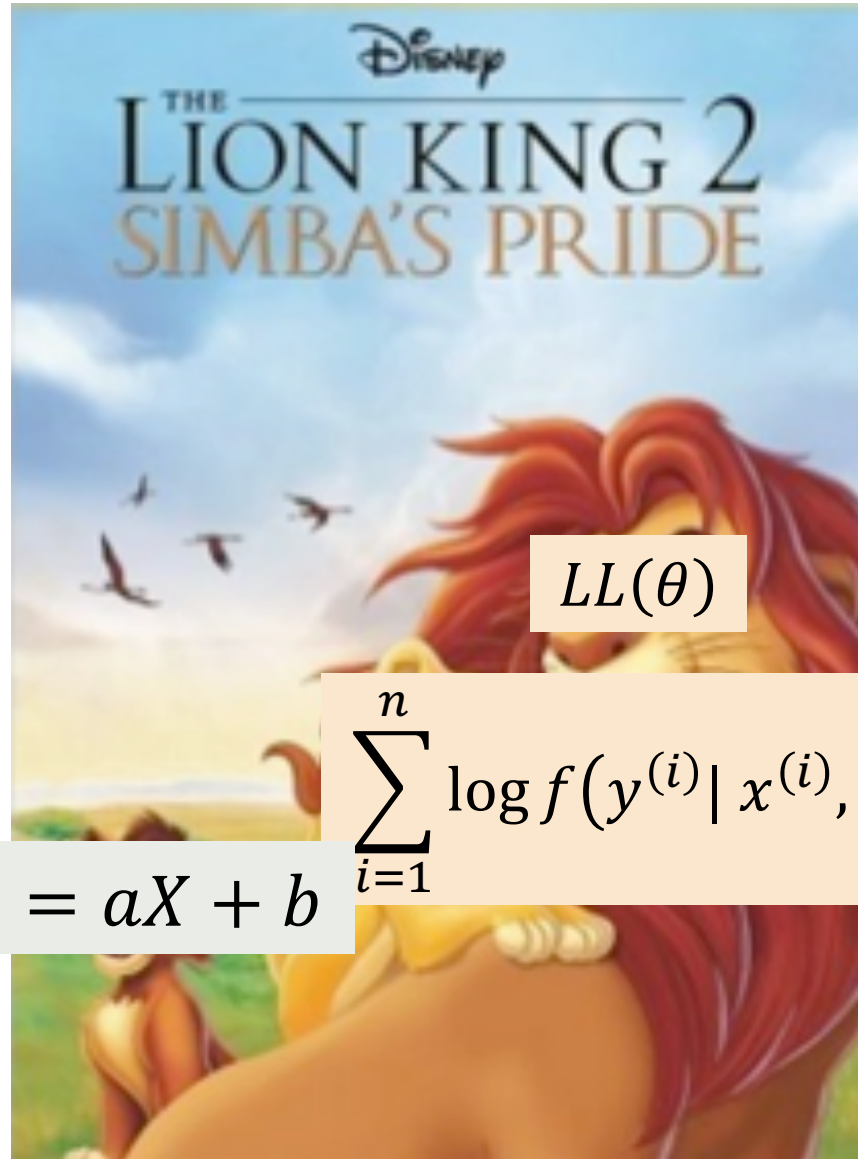 Disney
THE
LION KING 2
SIMBA'S PRIDE
LL(θ)
n
∑ log f(y⁽ⁱ⁾| x⁽ⁱ⁾,
i=1
= aX + b